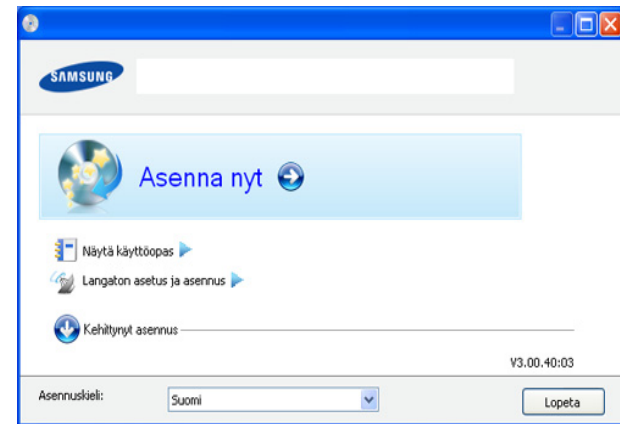 SAMSUNG
Asenna nyt
Näytä käyttöopas
Langaton asetus ja asennus
Kehittynyt asennus
V3.00.40:03
Asennuskieli: Suomi Lopeta